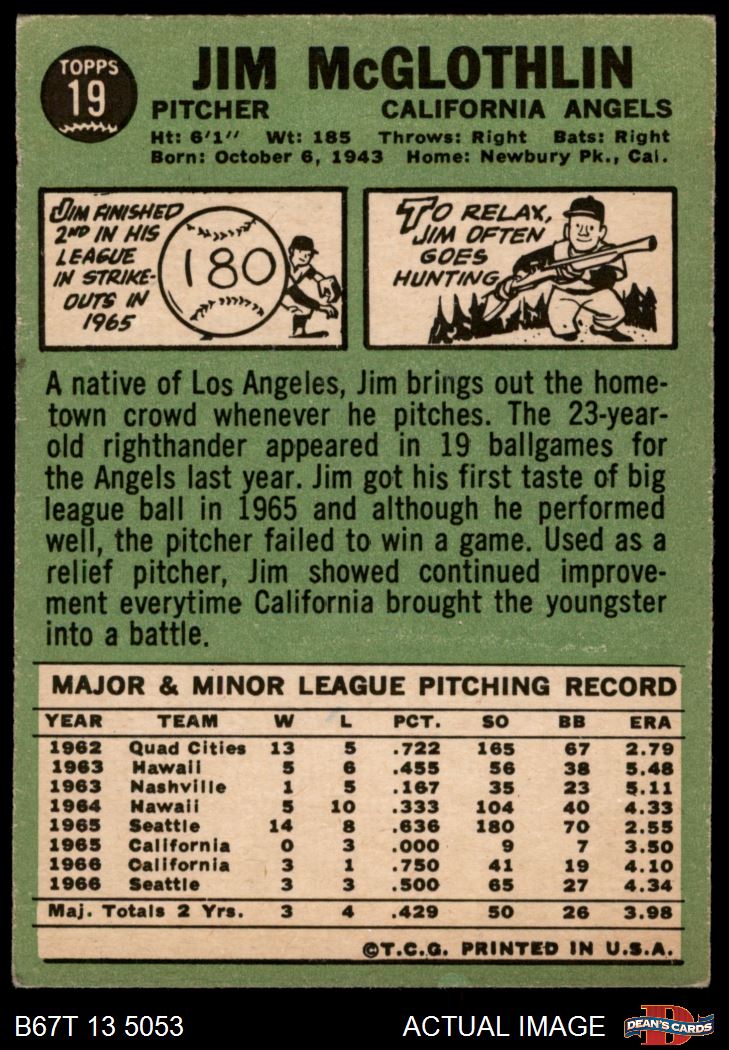 TOPPS
19
JIM McGLOTHLIN
PITCHER CALIFORNIA ANGELS
Ht: 6'1" Wt: 185 Throws: Right Bats: Right
Born: October 6, 1943 Home: Newbury Pk., Cal.
JIM FINISHED
2ND IN HIS
LEAGUE
IN STRIKE-
OUTS IN
1965
180
TO RELAX,
JIM OFTEN
GOES
HUNTING
A native of Los Angeles, Jim brings out the home-
town crowd whenever he pitches. The 23-year-
old righthander appeared in 19 ballgames for
the Angels last year. Jim got his first taste of big
league ball in 1965 and although he performed
well, the pitcher failed to win a game. Used as a
relief pitcher, Jim showed continued improve-
ment everytime California brought the youngster
into a battle.
MAJOR & MINOR LEAGUE PITCHING RECORD
YEAR TEAM W L PCT. SO BB ERA
1962 Quad Cities 13 5 .722 165 67 2.79
1963 Hawaii 5 6 .455 56 38 5.48
1963 Nashville 1 5 .167 35 23 5.11
1964 Hawaii 5 10 .333 104 40 4.33
1965 Seattle 14 8 .636 180 70 2.55
1965 California 0 3 .000 9 7 3.50
1966 California 3 1 .750 41 19 4.10
1966 Seattle 3 3 .500 65 27 4.34
Maj. Totals 2 Yrs. 3 4 .429 50 26 3.98
©T.C.G. PRINTED IN U.S.A.
B67T 13 5053 ACTUAL IMAGE
DEAN'S CARDS